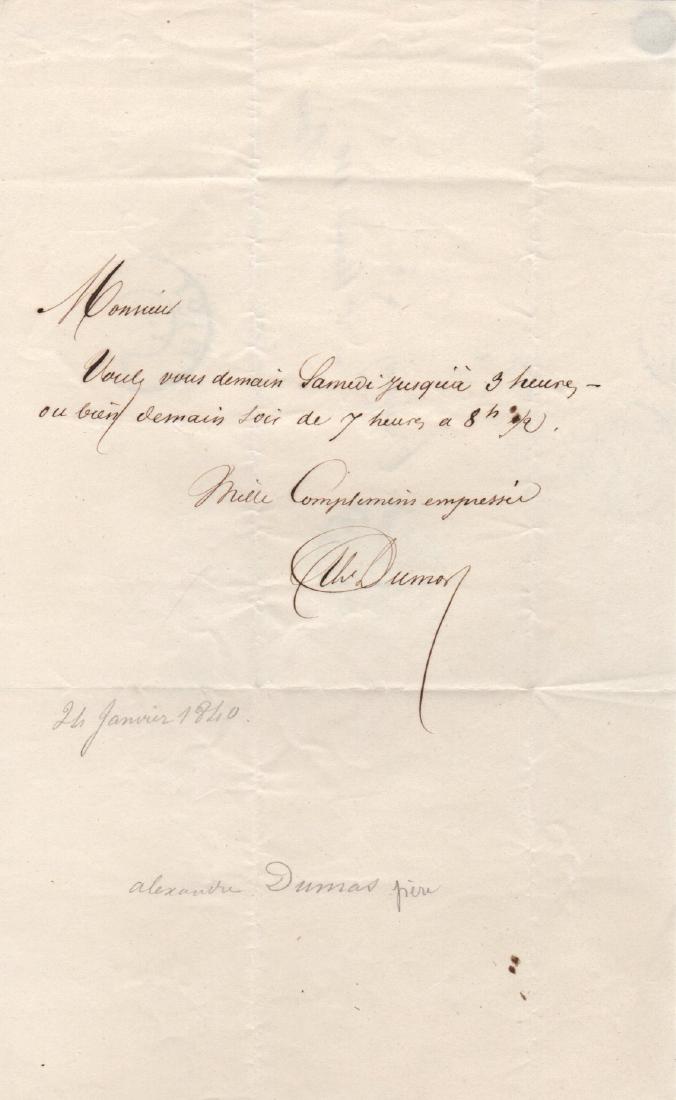 Monsieur
Voulez vous demain Samedi jusqu'à 3 heures –
ou bien demain soir de 7 heures a 8h 1/2.
Mille Complimens empressés
Alex Dumas
24 Janvier 1840.
alexandre Dumas père